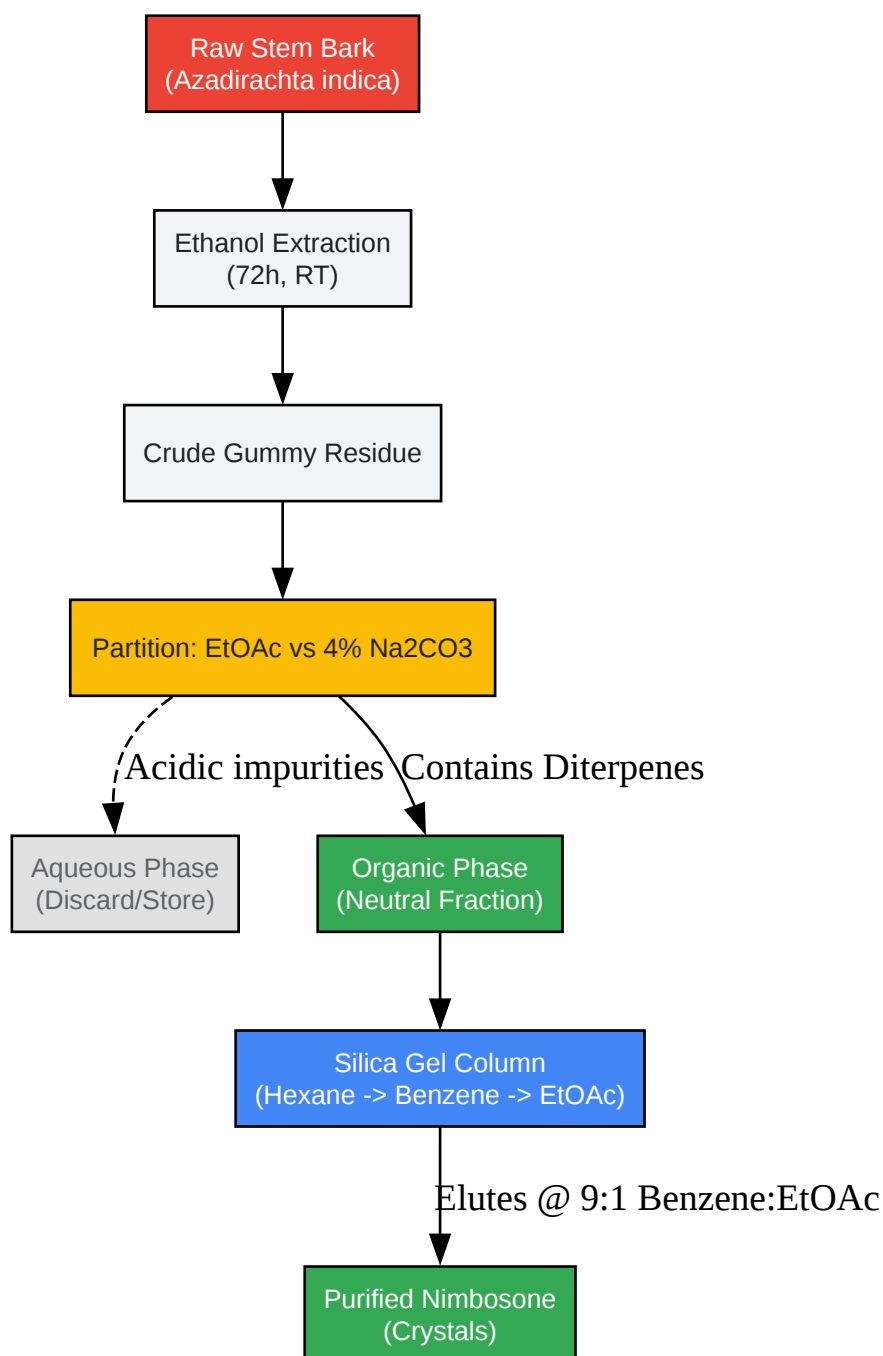 Raw Stem Bark
(Azadirachta indica)
Ethanol Extraction
(72h, RT)
Crude Gummy Residue
Partition: EtOAc vs 4% Na2CO3
Acidic impurities
Contains Diterpenes
Aqueous Phase
(Discard/Store)
Organic Phase
(Neutral Fraction)
Silica Gel Column
(Hexane -> Benzene -> EtOAc)
Elutes @ 9:1 Benzene:EtOAc
Purified Nimbosone
(Crystals)